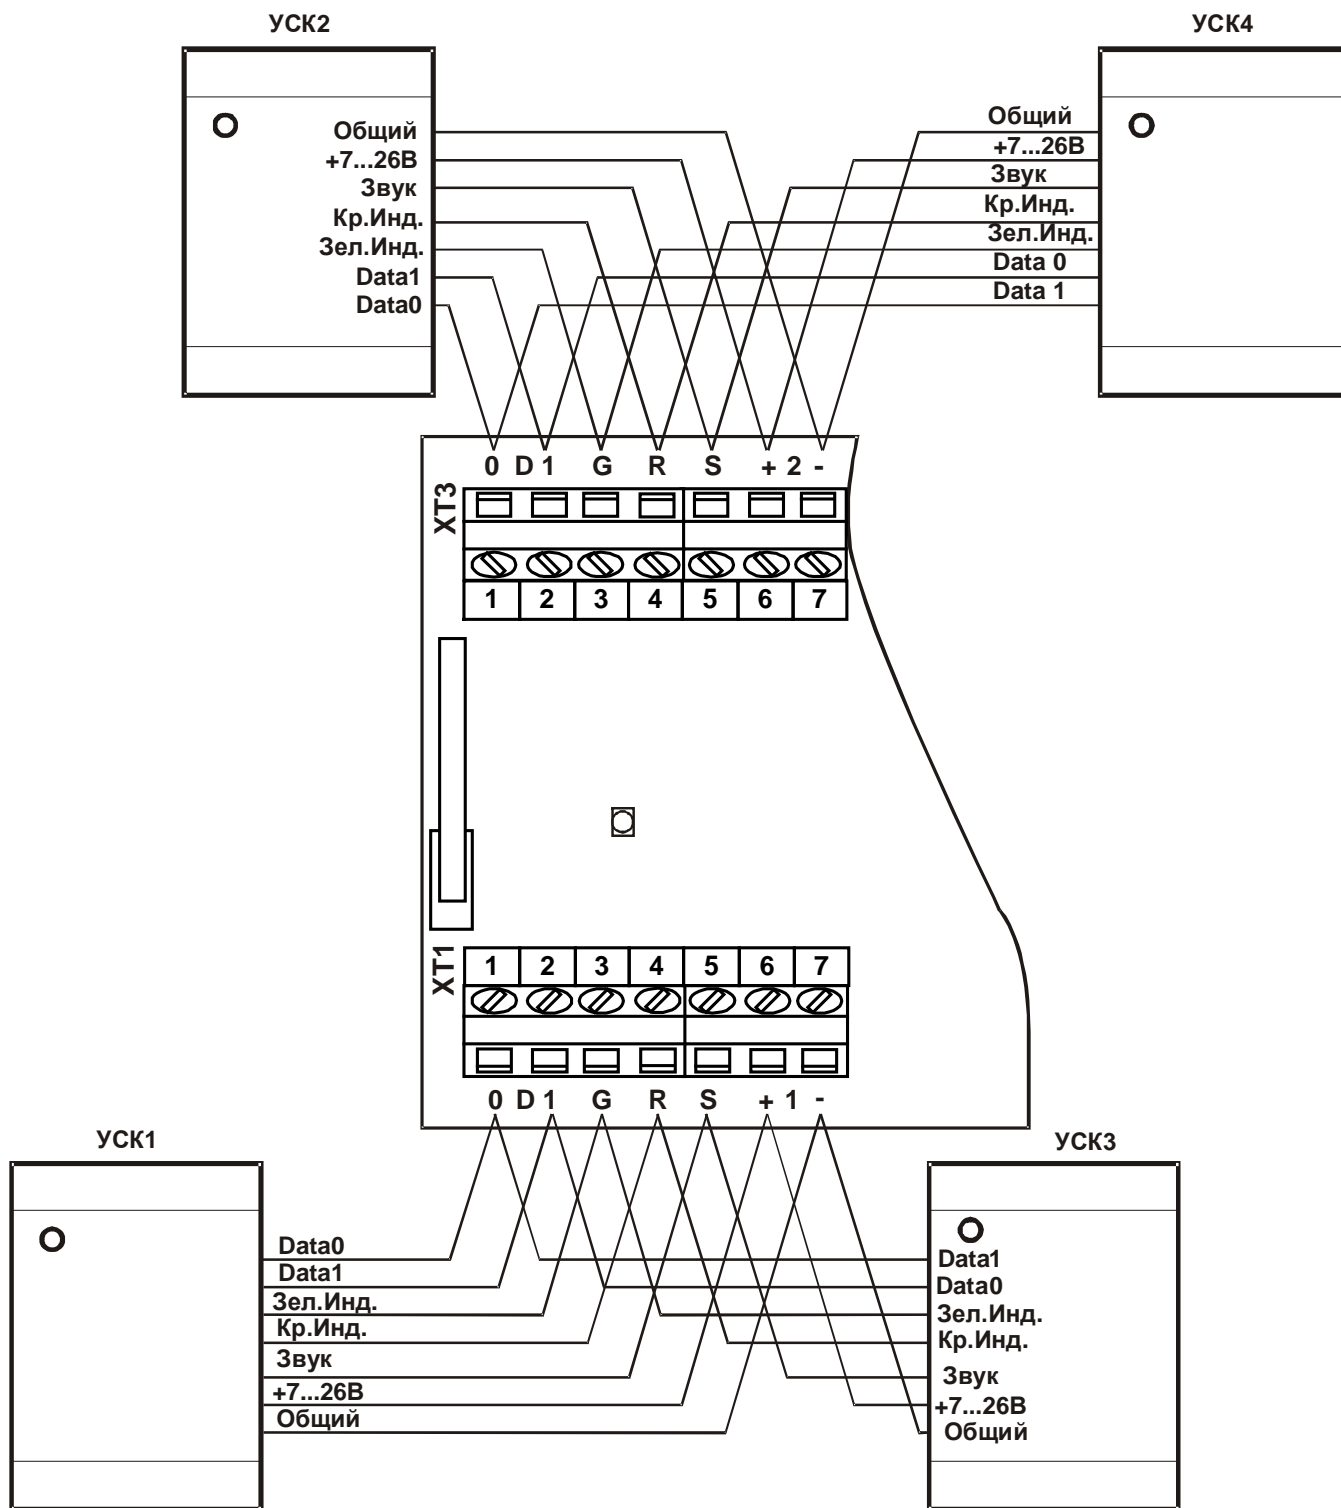 УСК2
УСК4
Общий
+7...26В
Звук
Кр.Инд.
Зел.Инд.
Data1
Data0
Общий
+7...26В
Звук
Кр.Инд.
Зел.Инд.
Data 0
Data 1
0 D 1 G R S + 2 -
XT3
1 2 3 4 5 6 7
XT1
1 2 3 4 5 6 7
0 D 1 G R S + 1 -
УСК1
УСК3
Data0
Data1
Зел.Инд.
Кр.Инд.
Звук
+7...26В
Общий
Data1
Data0
Зел.Инд.
Кр.Инд.
Звук
+7...26В
Общий